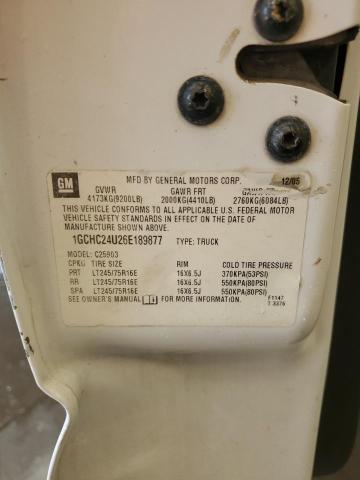 GM
MFD BY GENERAL MOTORS CORP. 12/05
GVWR GAWR FRT GAWR
4173KG(9200LB) 2000KG(4410LB) 2760KG(6084LB)
THIS VEHICLE CONFORMS TO ALL APPLICABLE U.S. FEDERAL MOTOR
VEHICLE SAFETY STANDARDS IN EFFECT ON THE DATE OF
MANUFACTURE SHOWN ABOVE.
1GCHC24U26E189877 TYPE: TRUCK
MODEL: C25903
TIRE SIZE RIM COLD TIRE PRESSURE
LT245/75R16E 16X6.5J 370KPA(53PSI)
RR LT245/75R16E 16X6.5J 550KPA(80PSI)
SPA LT245/75R16E 16X6.5J 550KPA(80PSI)
SEE OWNER'S MANUAL FOR MORE INFORMATION. F1147
T 3376